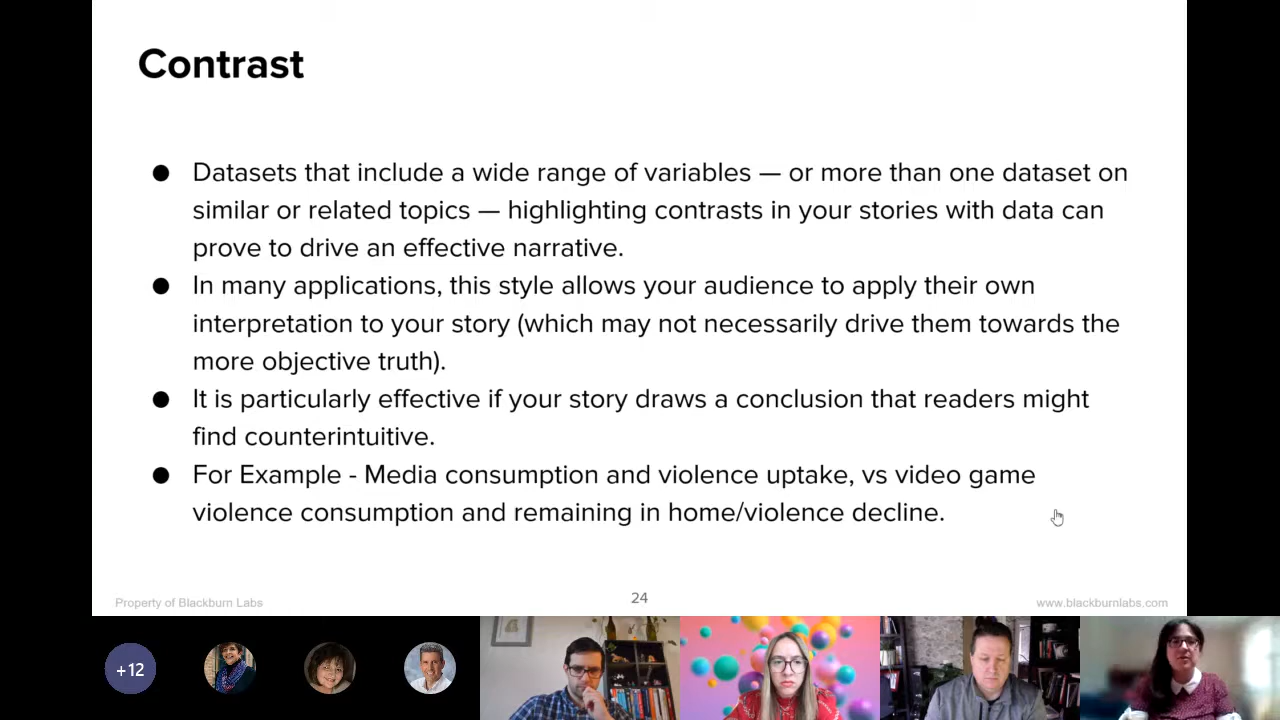 Contrast
● Datasets that include a wide range of variables — or more than one dataset on
similar or related topics — highlighting contrasts in your stories with data can
prove to drive an effective narrative.
● In many applications, this style allows your audience to apply their own
interpretation to your story (which may not necessarily drive them towards the
more objective truth).
● It is particularly effective if your story draws a conclusion that readers might
find counterintuitive.
● For Example - Media consumption and violence uptake, vs video game
violence consumption and remaining in home/violence decline.
Property of Blackburn Labs
24
www.blackburnlabs.com
+12